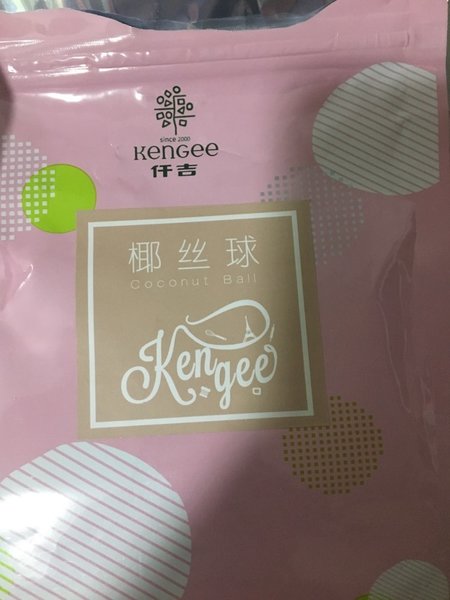 since 2000
KenGee
仟吉
椰丝球
Coconut Ball
Kengee